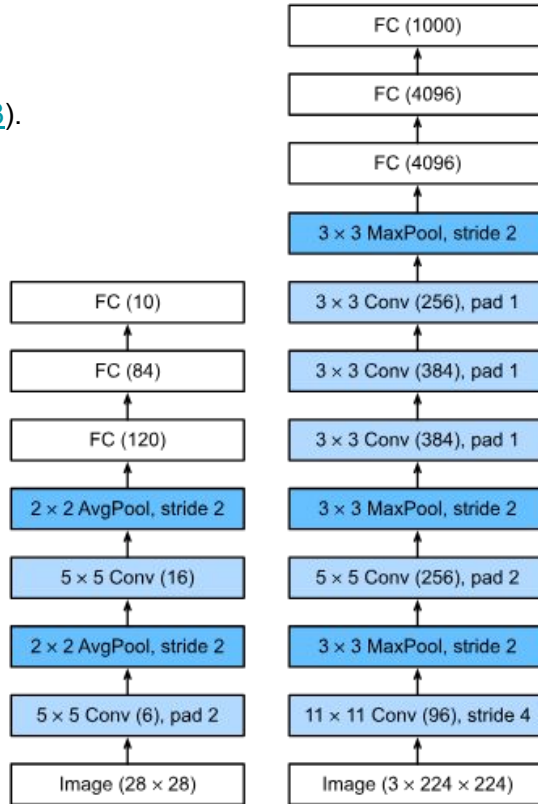 3).
FC (10)
FC (84)
FC (120)
2 × 2 AvgPool, stride 2
5 × 5 Conv (16)
2 × 2 AvgPool, stride 2
5 × 5 Conv (6), pad 2
Image (28 × 28)
FC (1000)
FC (4096)
FC (4096)
3 × 3 MaxPool, stride 2
3 × 3 Conv (256), pad 1
3 × 3 Conv (384), pad 1
3 × 3 Conv (384), pad 1
3 × 3 MaxPool, stride 2
5 × 5 Conv (256), pad 2
3 × 3 MaxPool, stride 2
11 × 11 Conv (96), stride 4
Image (3 × 224 × 224)